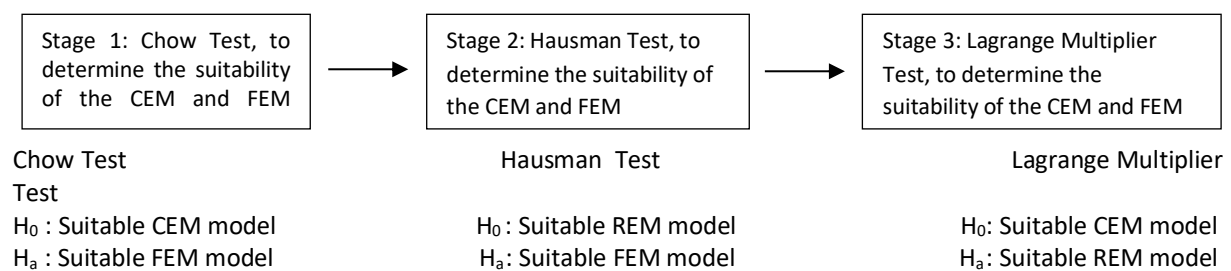 Stage 1: Chow Test, to
determine the suitability
of the CEM and FEM
Stage 2: Hausman Test, to
determine the suitability of
the CEM and FEM
Stage 3: Lagrange Multiplier
Test, to determine the
suitability of the CEM and FEM
Chow Test Hausman Test Lagrange Multiplier
Test
H₀ : Suitable CEM model H₀ : Suitable REM model H₀: Suitable CEM model
Hₐ : Suitable FEM model Hₐ: Suitable FEM model Hₐ: Suitable REM model